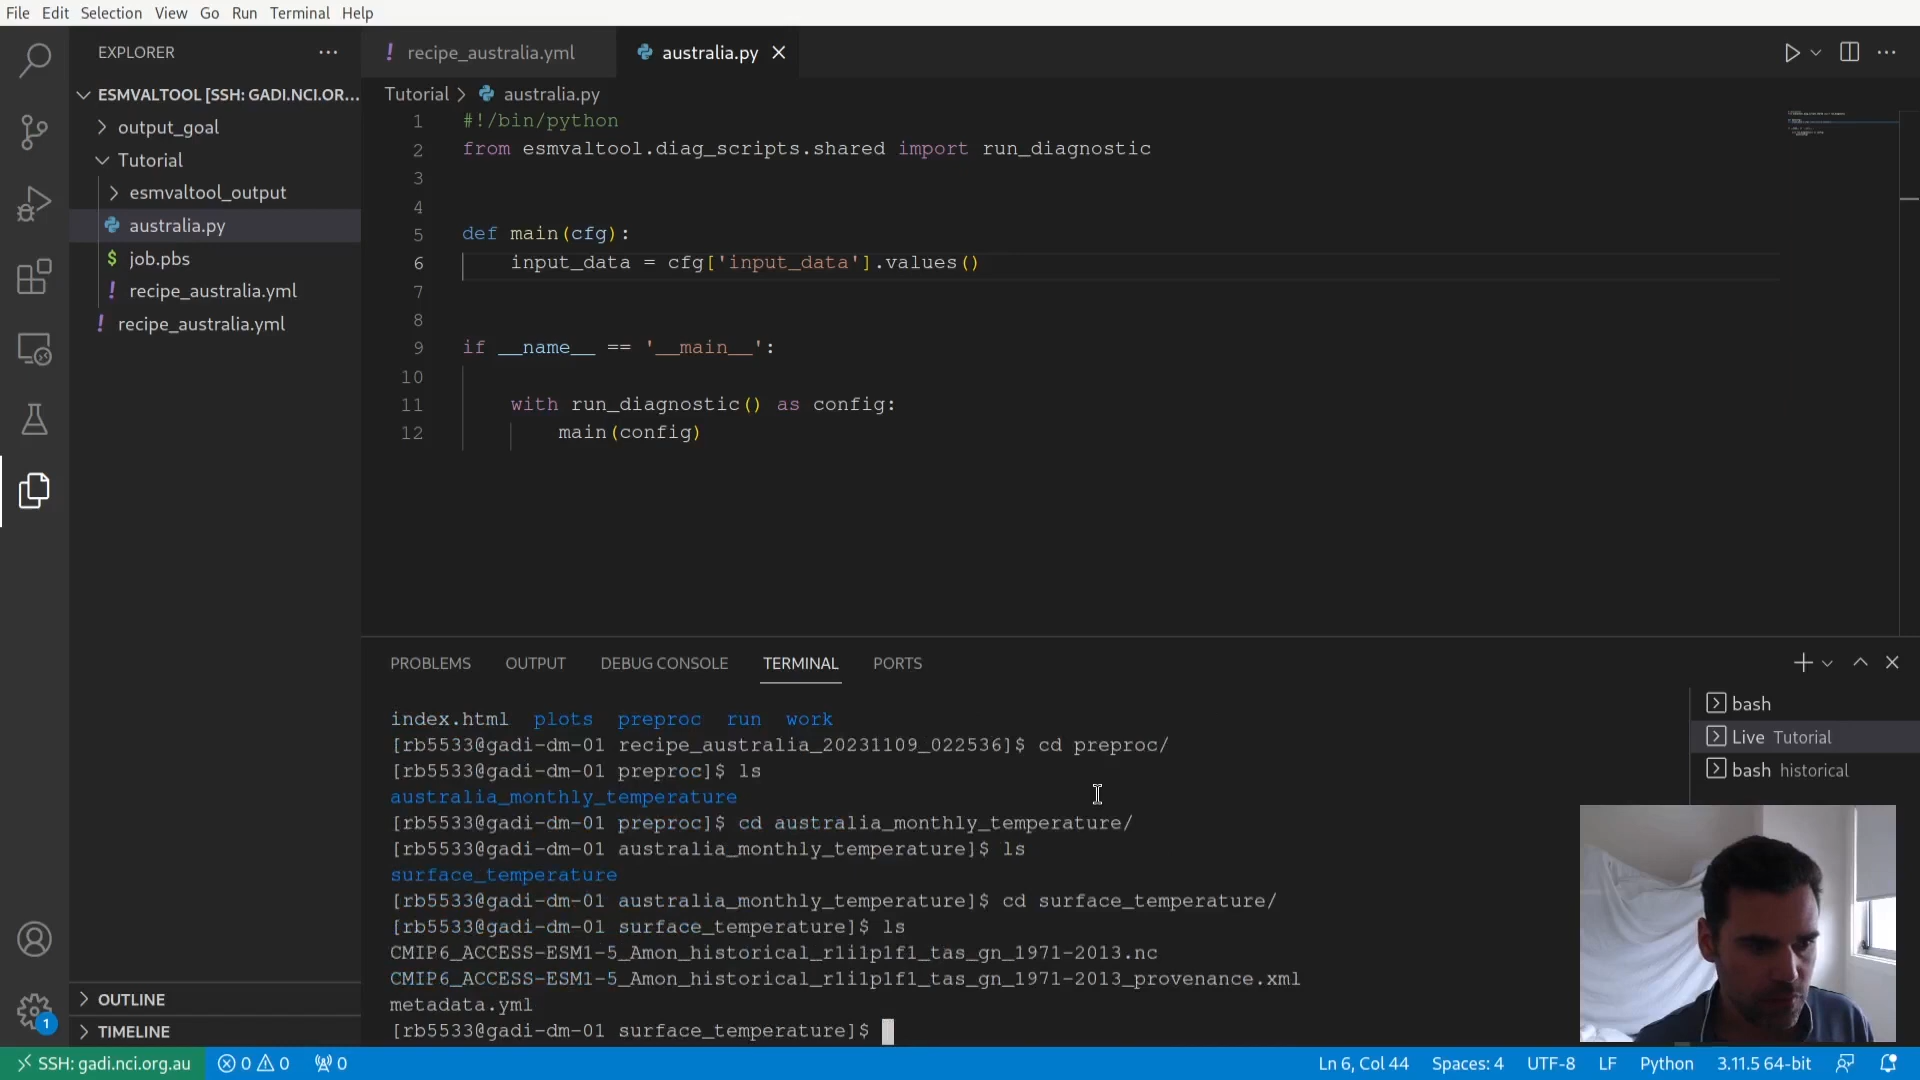 File Edit Selection View Go Run Terminal Help
EXPLORER
ESMVALTOOL [SSH: GADI.NCI.OR...
output_goal
Tutorial
esmvaltool_output
australia.py
job.pbs
recipe_australia.yml
recipe_australia.yml
OUTLINE
TIMELINE
recipe_australia.yml australia.py
Tutorial > australia.py
1 #!/bin/python
2 from esmvaltool.diag_scripts.shared import run_diagnostic
3
4
5 def main(cfg):
6 input_data = cfg['input_data'].values()
7
8
9 if __name__ == '__main__':
10
11 with run_diagnostic() as config:
12 main(config)
PROBLEMS OUTPUT DEBUG CONSOLE TERMINAL PORTS
index.html plots preproc run work
[rb5533@gadi-dm-01 recipe_australia_20231109_022536]$ cd preproc/
[rb5533@gadi-dm-01 preproc]$ ls
australia_monthly_temperature
[rb5533@gadi-dm-01 preproc]$ cd australia_monthly_temperature/
[rb5533@gadi-dm-01 australia_monthly_temperature]$ ls
surface_temperature
[rb5533@gadi-dm-01 australia_monthly_temperature]$ cd surface_temperature/
[rb5533@gadi-dm-01 surface_temperature]$ ls
CMIP6_ACCESS-ESM1-5_Amon_historical_r1i1p1f1_tas_gn_1971-2013.nc
CMIP6_ACCESS-ESM1-5_Amon_historical_r1i1p1f1_tas_gn_1971-2013_provenance.xml
metadata.yml
[rb5533@gadi-dm-01 surface_temperature]$
bash
Live Tutorial
bash historical
1
SSH: gadi.nci.org.au 0 0 0 Ln 6, Col 44 Spaces: 4 UTF-8 LF Python 3.11.5 64-bit